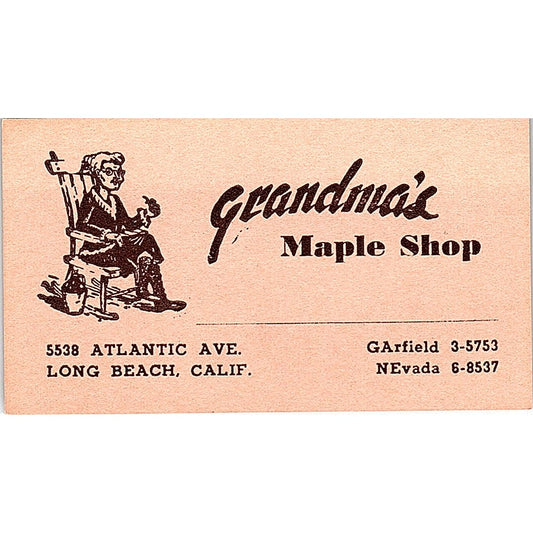 Grandma's
Maple Shop
5538 ATLANTIC AVE.
LONG BEACH, CALIF.
GArfield 3-5753
NEvada 6-8537